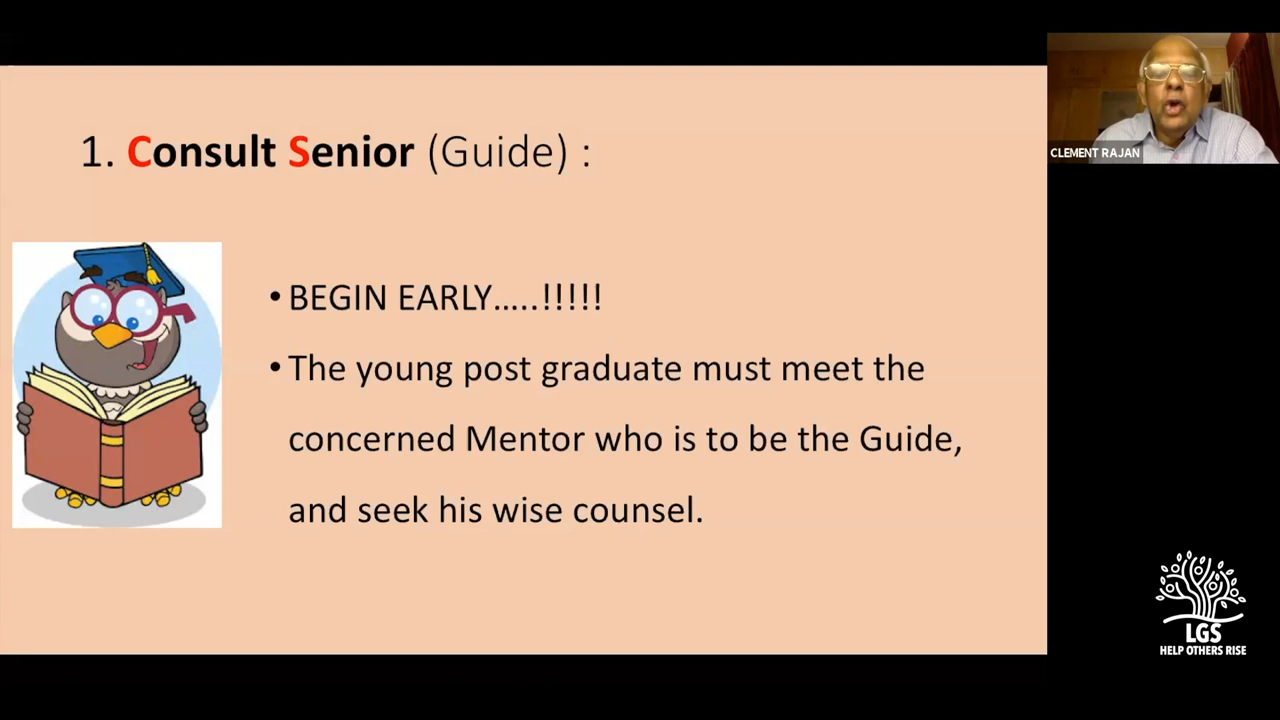 1. Consult Senior (Guide) :
• BEGIN EARLY.....!!!!!
• The young post graduate must meet the
concerned Mentor who is to be the Guide,
and seek his wise counsel.
CLEMENT RAJAN
LGS
HELP OTHERS RISE